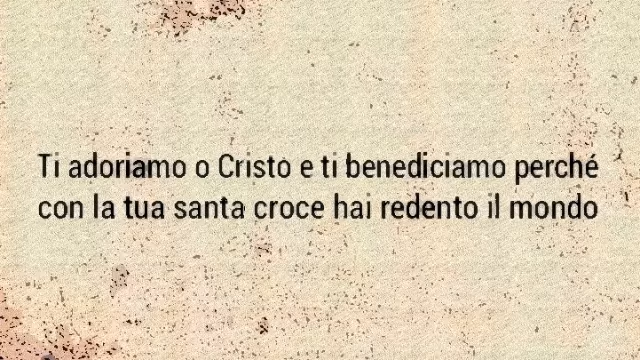 Ti adoriamo o Cristo e ti benediciamo perché
con la tua santa croce hai redento il mondo